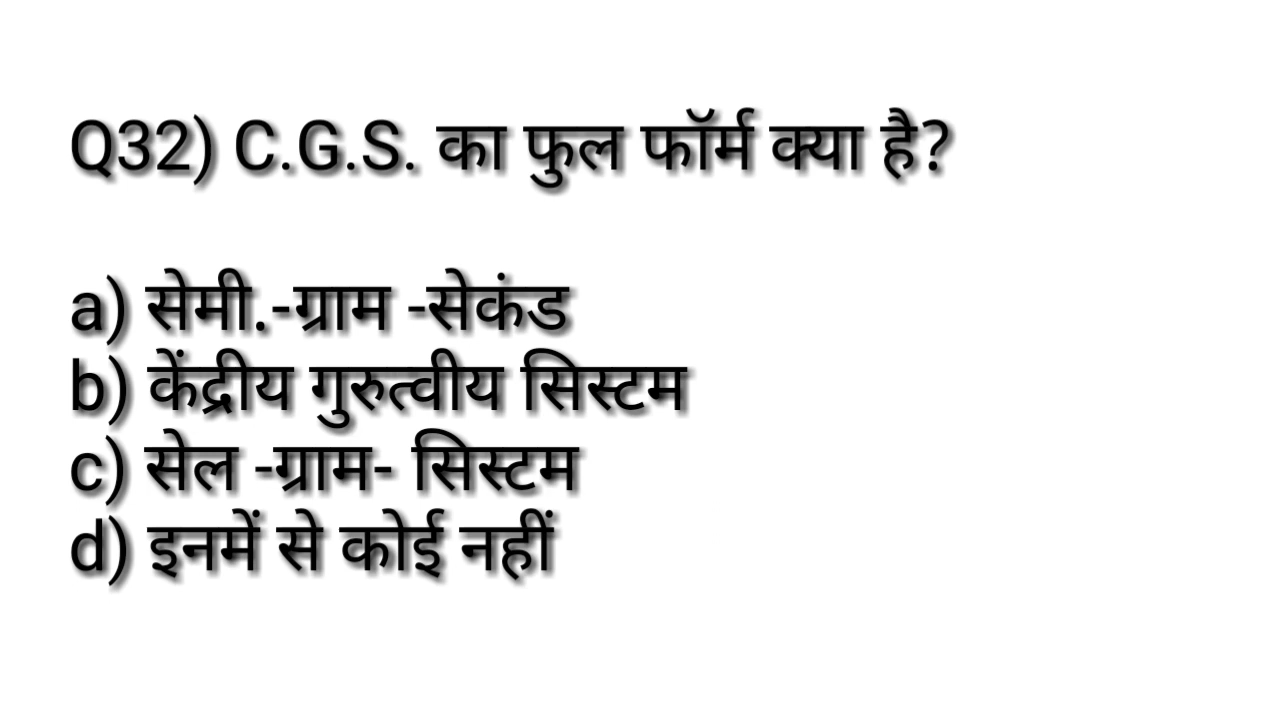 Q32) C.G.S. का फुल फॉर्म क्या है?
a) सेमी.-ग्राम -सेकंड
b) केंद्रीय गुरुत्वीय सिस्टम
c) सेल -ग्राम- सिस्टम
d) इनमें से कोई नहीं